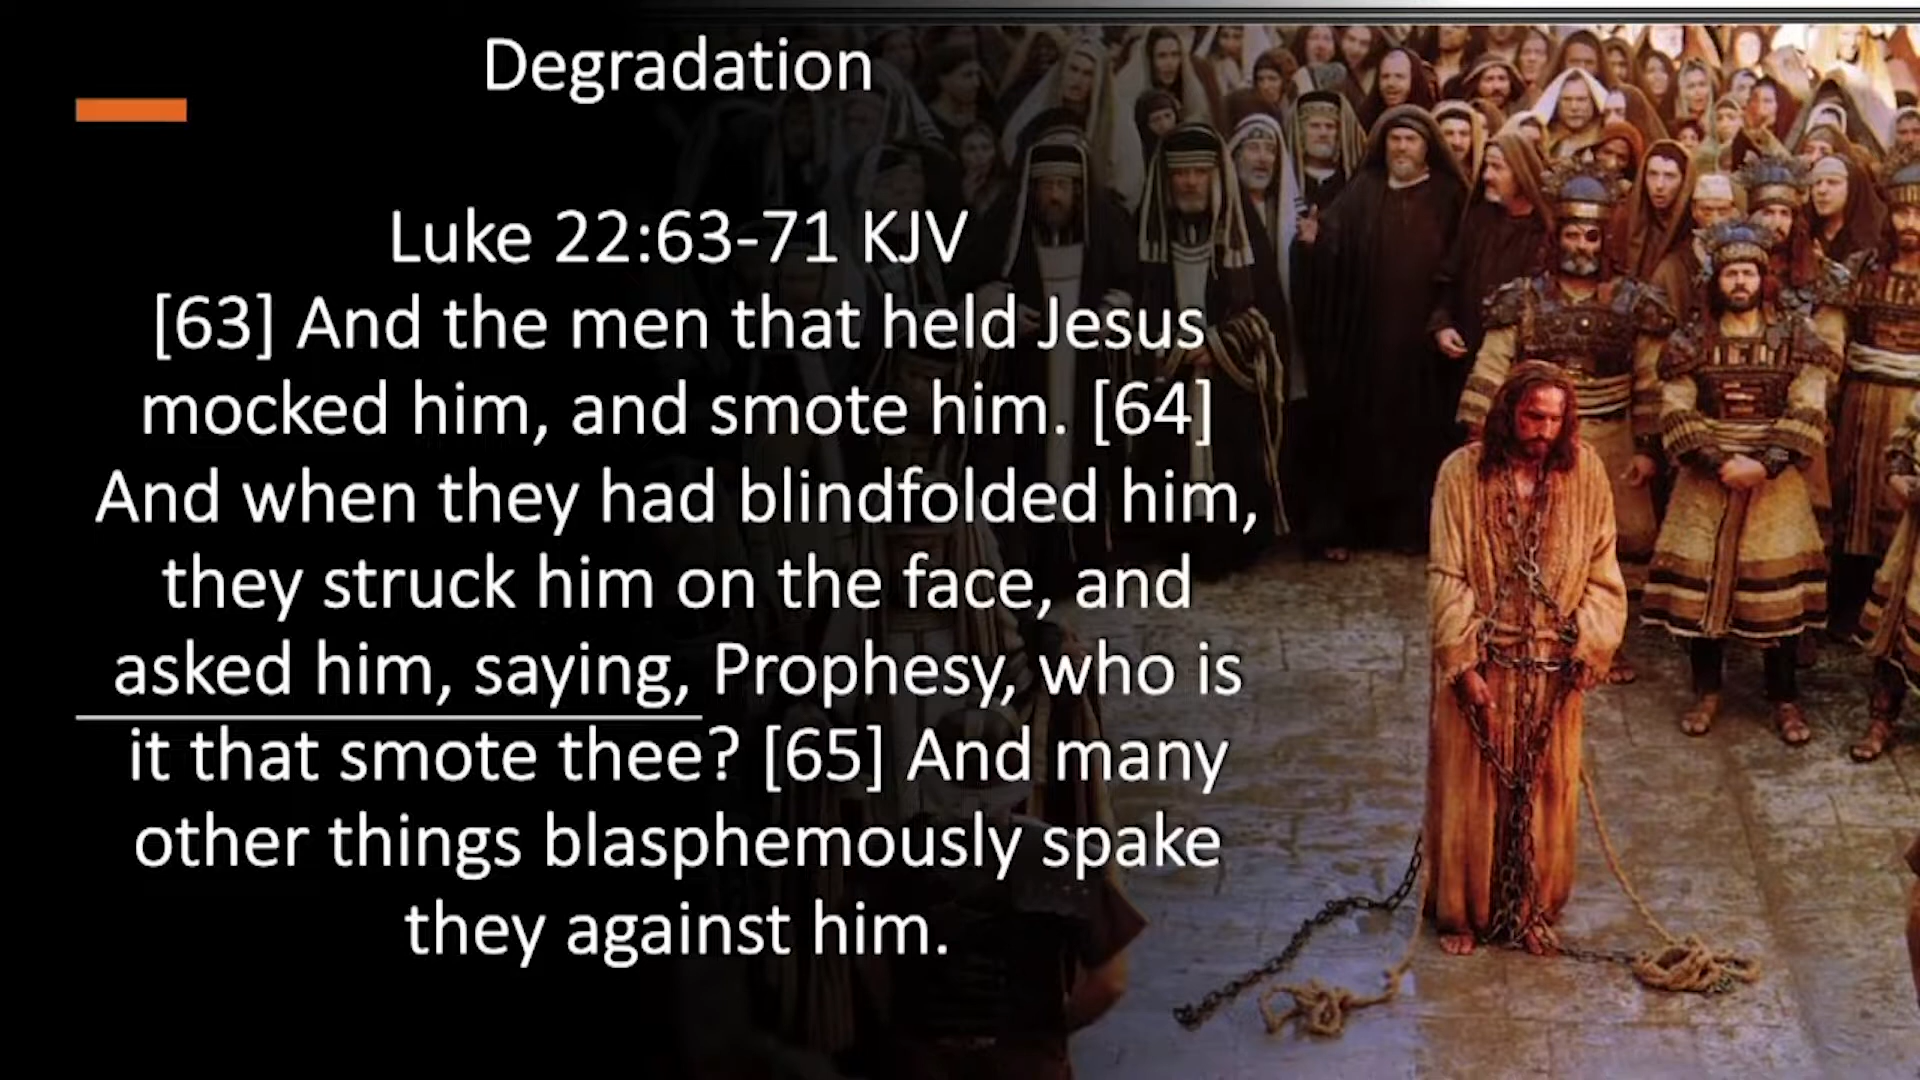 Degradation
Luke 22:63-71 KJV
[63] And the men that held Jesus
mocked him, and smote him. [64]
And when they had blindfolded him,
they struck him on the face, and
asked him, saying, Prophesy, who is
it that smote thee? [65] And many
other things blasphemously spake
they against him.